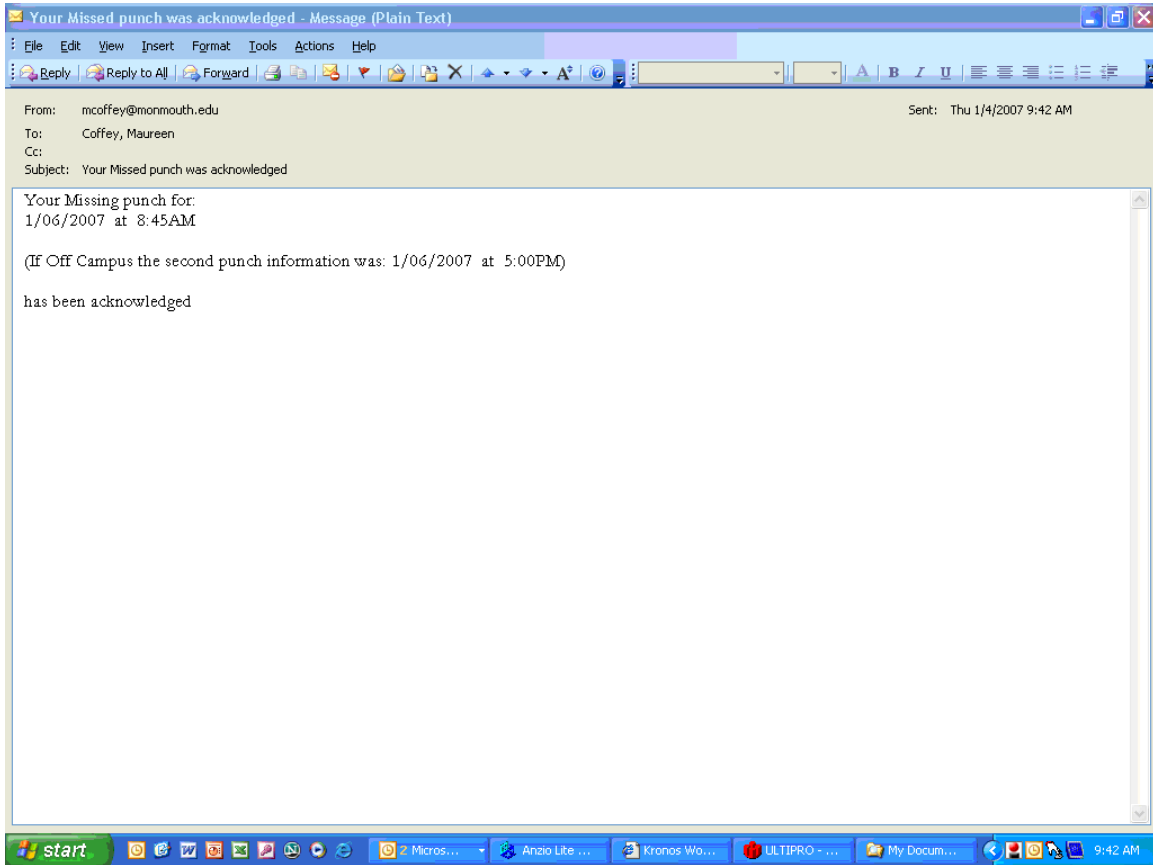 Your Missed punch was acknowledged - Message (Plain Text)
File Edit View Insert Format Tools Actions Help
Reply Reply to All Forward
From: mcoffey@monmouth.edu Sent: Thu 1/4/2007 9:42 AM
To: Coffey, Maureen
Cc:
Subject: Your Missed punch was acknowledged
Your Missing punch for:
1/06/2007 at 8:45AM
(If Off Campus the second punch information was: 1/06/2007 at 5:00PM)
has been acknowledged
start 2 Micros... Anzio Lite ... Kronos Wo... ULTIPRO - ... My Docum... 9:42 AM